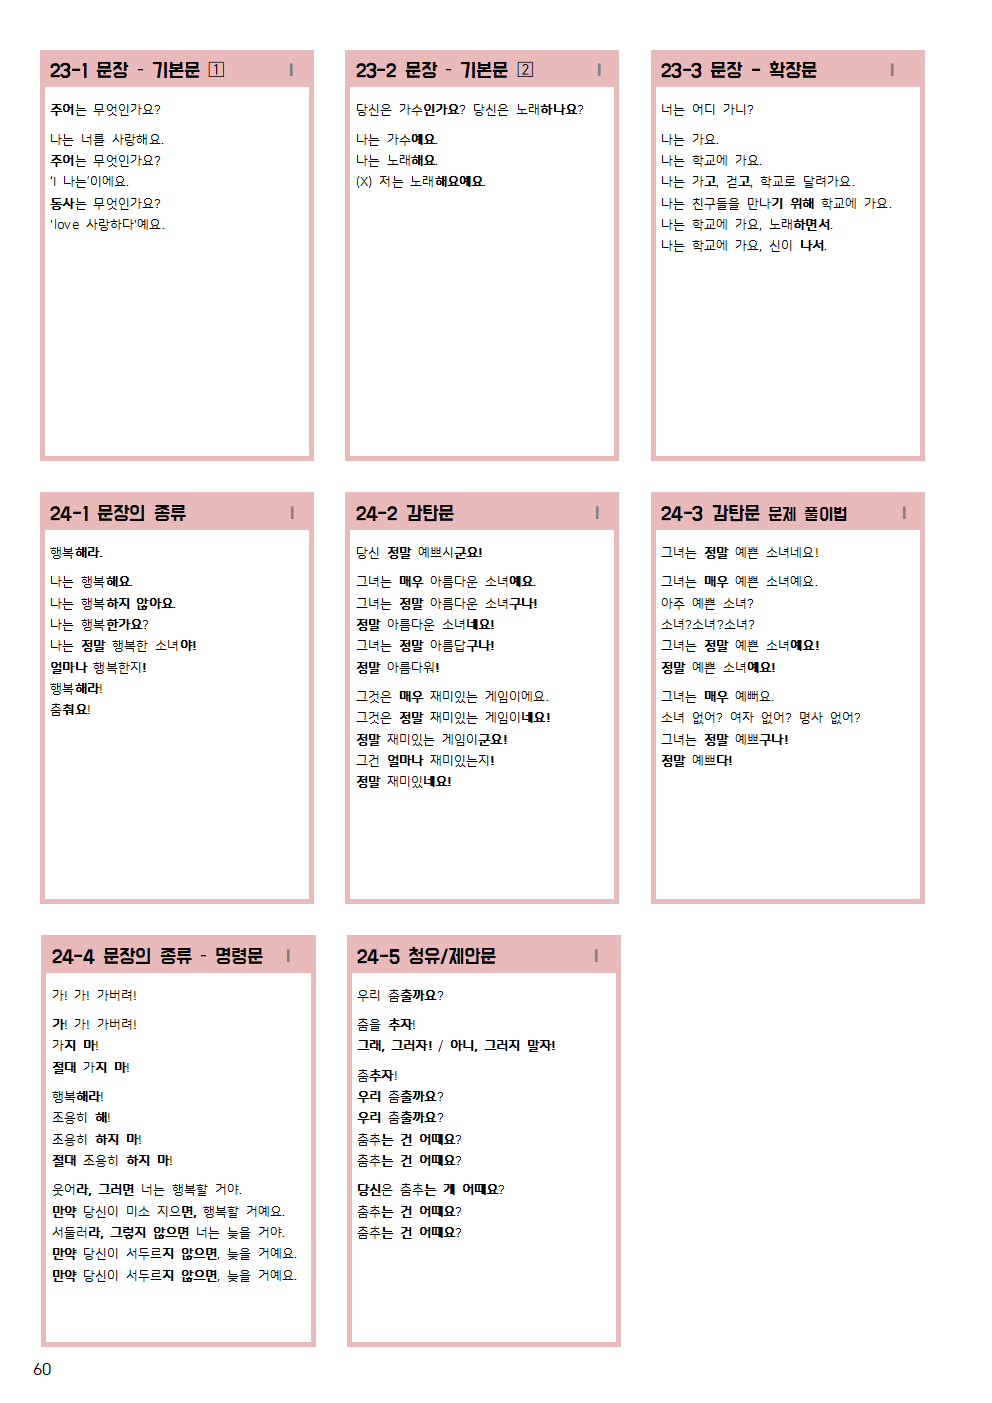 23-1 문장 - 기본문 1 I
주어는 무엇인가요?
나는 너를 사랑해요.
주어는 무엇인가요?
'I 나는'이에요.
동사는 무엇인가요?
'love 사랑하다'예요.
23-2 문장 - 기본문 2 I
당신은 가수인가요? 당신은 노래하나요?
나는 가수예요.
나는 노래해요.
(X) 저는 노래해요예요.
23-3 문장 - 확장문 I
너는 어디 가니?
나는 가요.
나는 학교에 가요.
나는 가고, 걷고, 학교로 달려가요.
나는 친구들을 만나기 위해 학교에 가요.
나는 학교에 가요, 노래하면서.
나는 학교에 가요, 신이 나서.
24-1 문장의 종류 I
행복해라.
나는 행복해요.
나는 행복하지 않아요.
나는 행복한가요?
나는 정말 행복한 소녀야!
얼마나 행복한지!
행복해라!
춤춰요!
24-2 감탄문 I
당신 정말 예쁘시군요!
그녀는 매우 아름다운 소녀예요.
그녀는 정말 아름다운 소녀구나!
정말 아름다운 소녀네요!
그녀는 정말 아름답구나!
정말 아름다워!
그것은 매우 재미있는 게임이에요.
그것은 정말 재미있는 게임이네요!
정말 재미있는 게임이군요!
그건 얼마나 재미있는지!
정말 재미있네요!
24-3 감탄문 문제 풀이법 I
그녀는 정말 예쁜 소녀네요!
그녀는 매우 예쁜 소녀예요.
아주 예쁜 소녀?
소녀?소녀?소녀?
그녀는 정말 예쁜 소녀예요!
정말 예쁜 소녀예요!
그녀는 매우 예뻐요.
소녀 없어? 여자 없어? 명사 없어?
그녀는 정말 예쁘구나!
정말 예쁘다!
24-4 문장의 종류 - 명령문 I
가! 가! 가버려!
가! 가! 가버려!
가지 마!
절대 가지 마!
행복해라!
조용히 해!
조용히 하지 마!
절대 조용히 하지 마!
웃어라, 그러면 너는 행복할 거야.
만약 당신이 미소 지으면, 행복할 거예요.
서둘러라, 그렇지 않으면 너는 늦을 거야.
만약 당신이 서두르지 않으면, 늦을 거예요.
만약 당신이 서두르지 않으면, 늦을 거예요.
24-5 청유/제안문 I
우리 춤출까요?
춤을 추자!
그래, 그러자! / 아니, 그러지 말자!
춤추자!
우리 춤출까요?
우리 춤출까요?
춤추는 건 어때요?
춤추는 건 어때요?
당신은 춤추는 게 어때요?
춤추는 건 어때요?
춤추는 건 어때요?
60